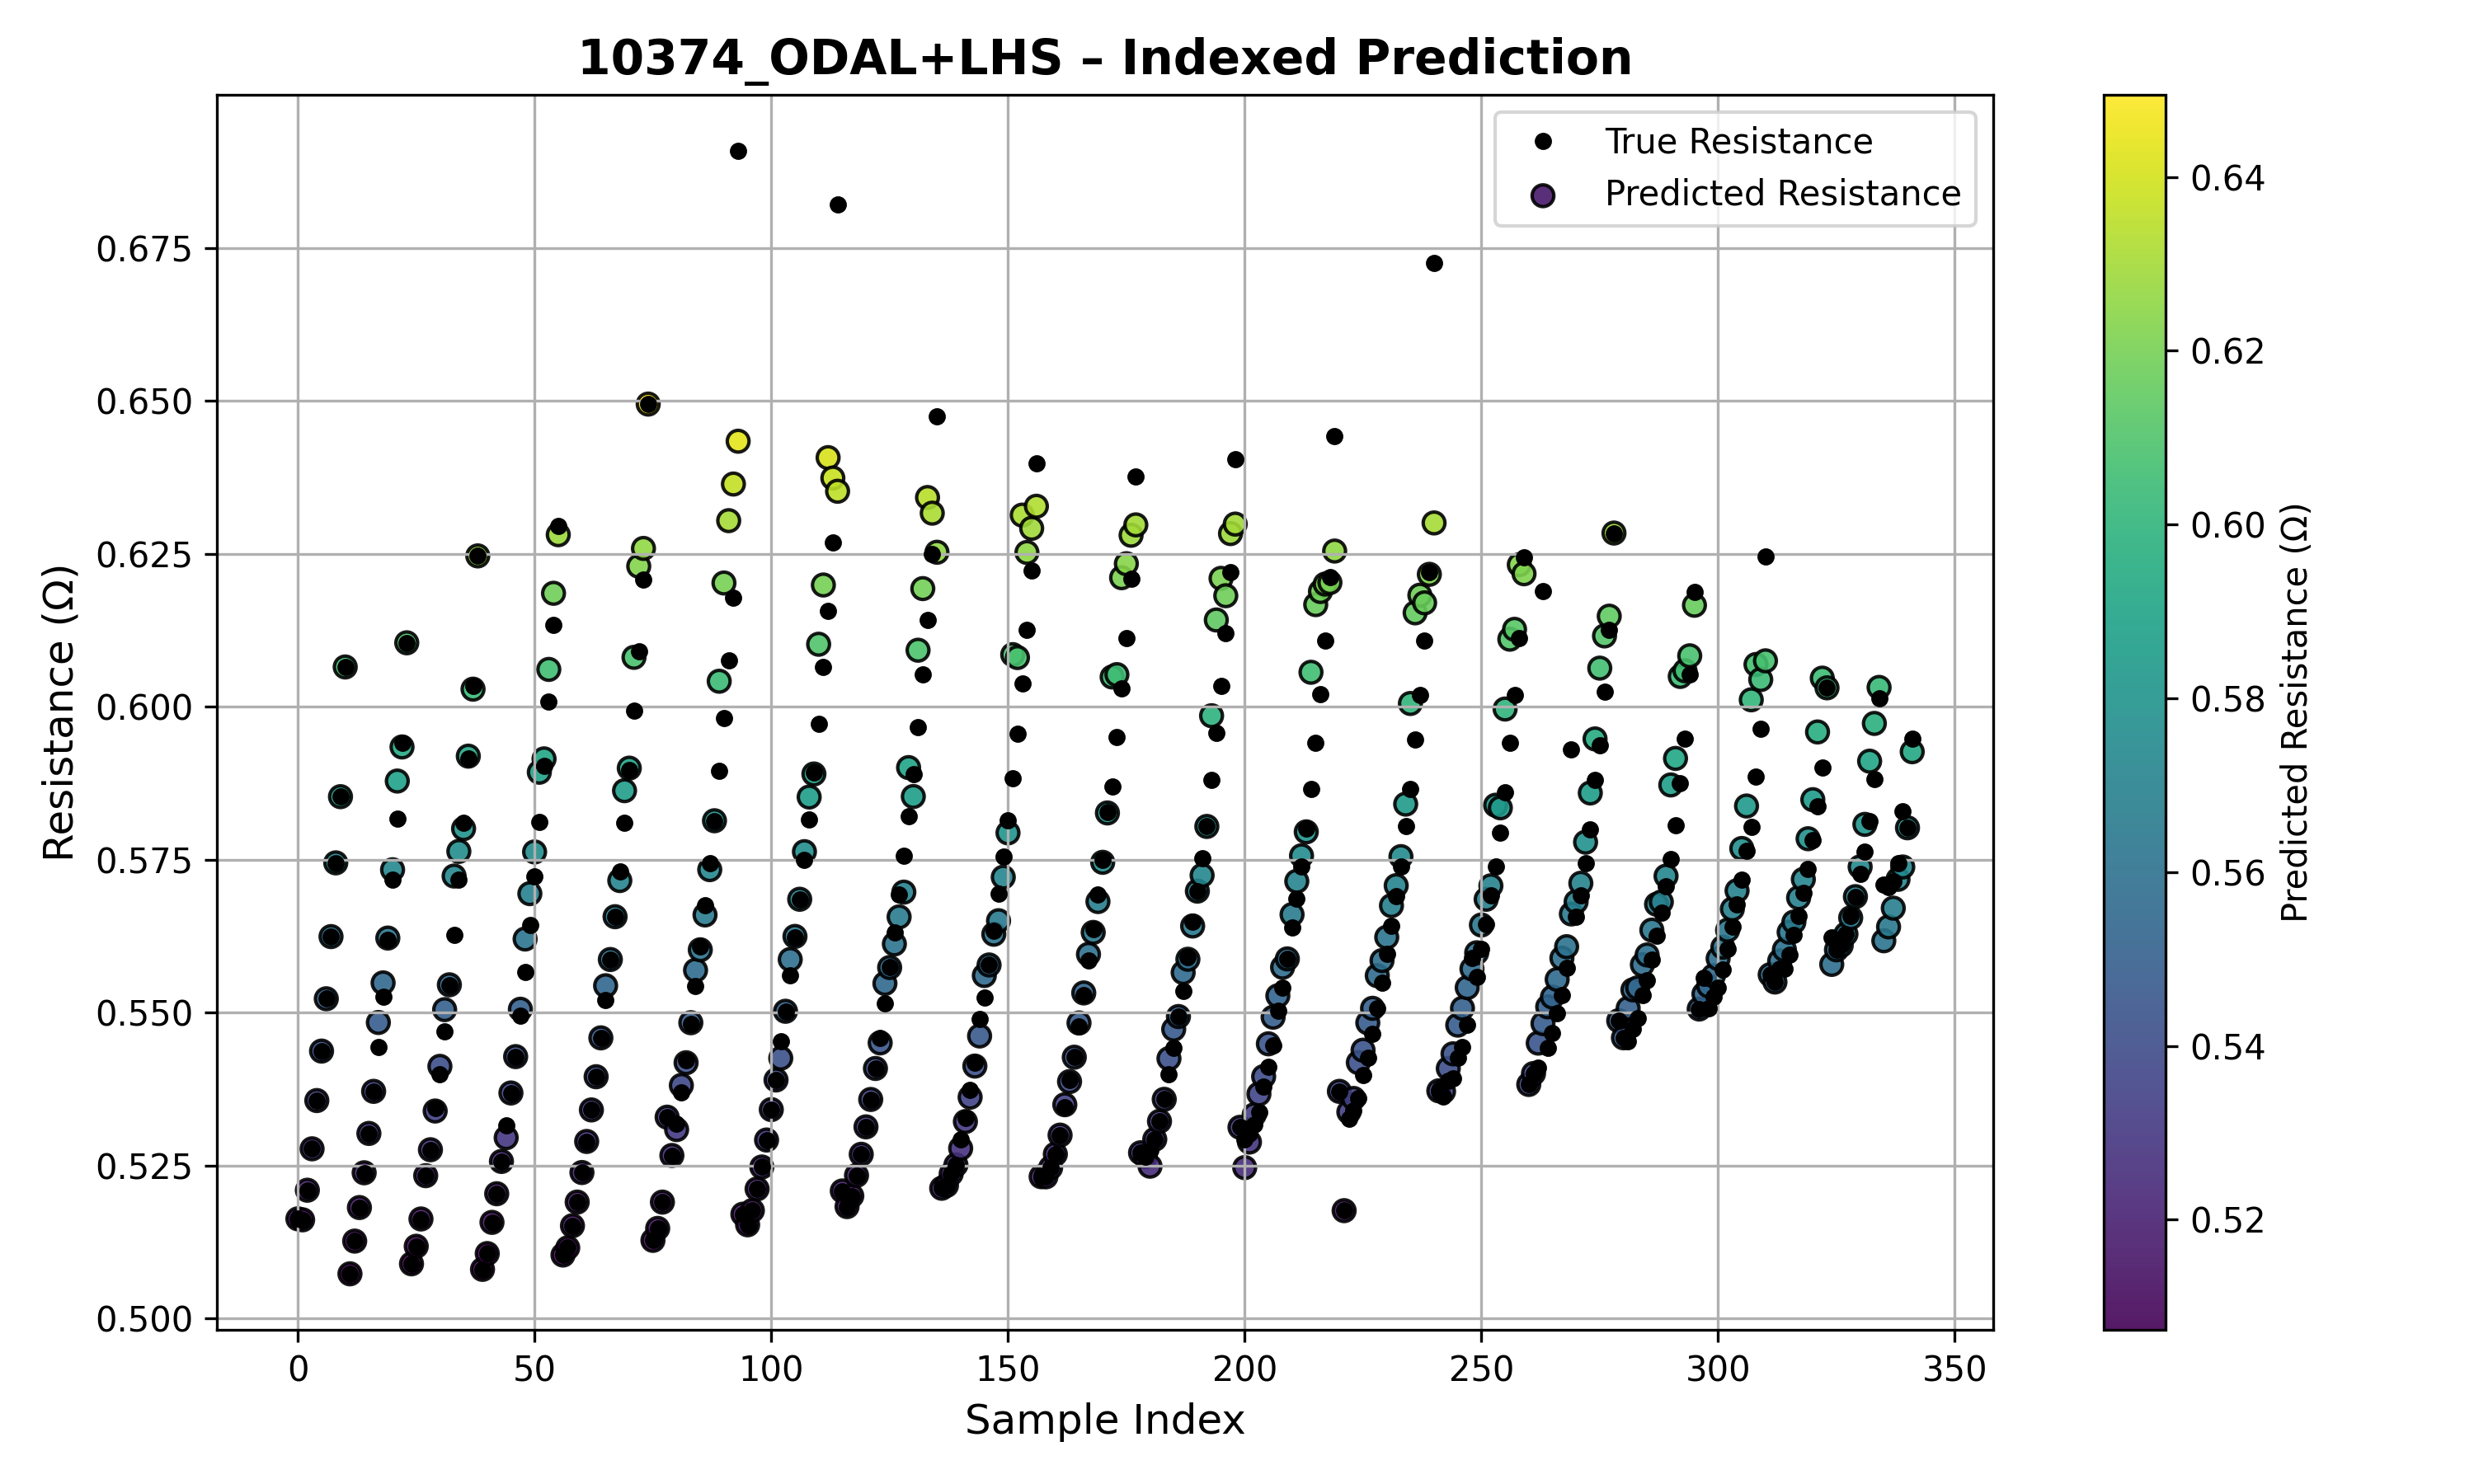 10374_ODAL+LHS – Indexed Prediction
True Resistance
Predicted Resistance
Resistance (Ω)
0.675
0.650
0.625
0.600
0.575
0.550
0.525
0.500
0 50 100 150 200 250 300 350
Sample Index
0.64
0.62
0.60
0.58
0.56
0.54
0.52
Predicted Resistance (Ω)